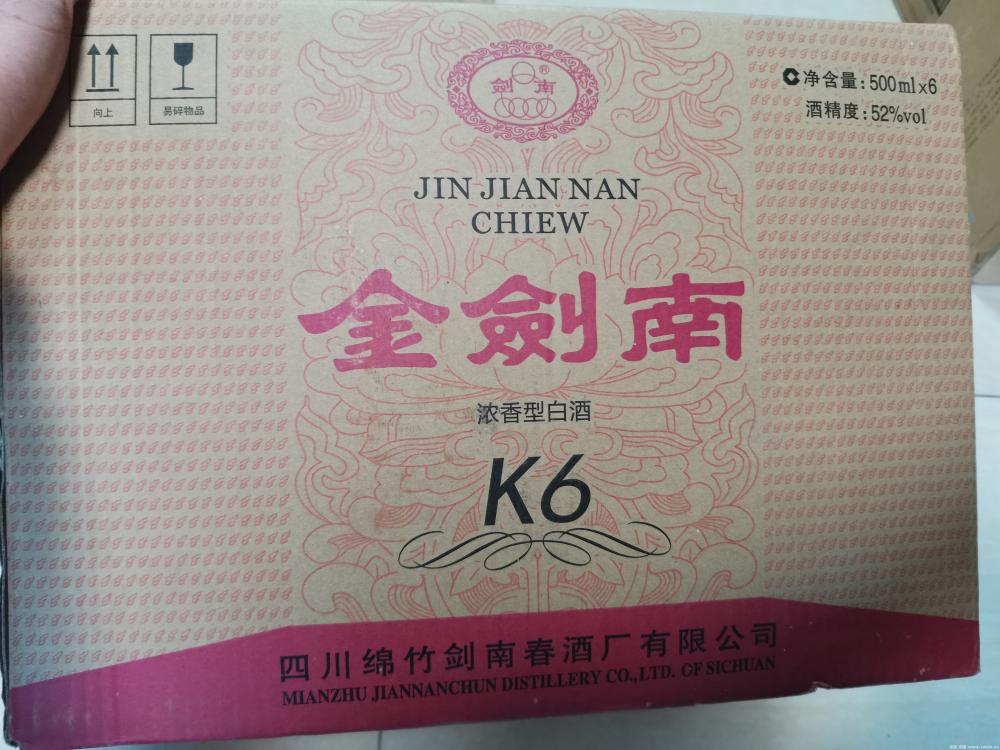 向上
易碎物品
劍南®
净含量:500ml×6
酒精度:52%vol
JIN JIAN NAN
CHIEW
金劍南
浓香型白酒
K6
四川绵竹剑南春酒厂有限公司
MIANZHU JIANNANCHUN DISTILLERY CO.,LTD. OF SICHUAN